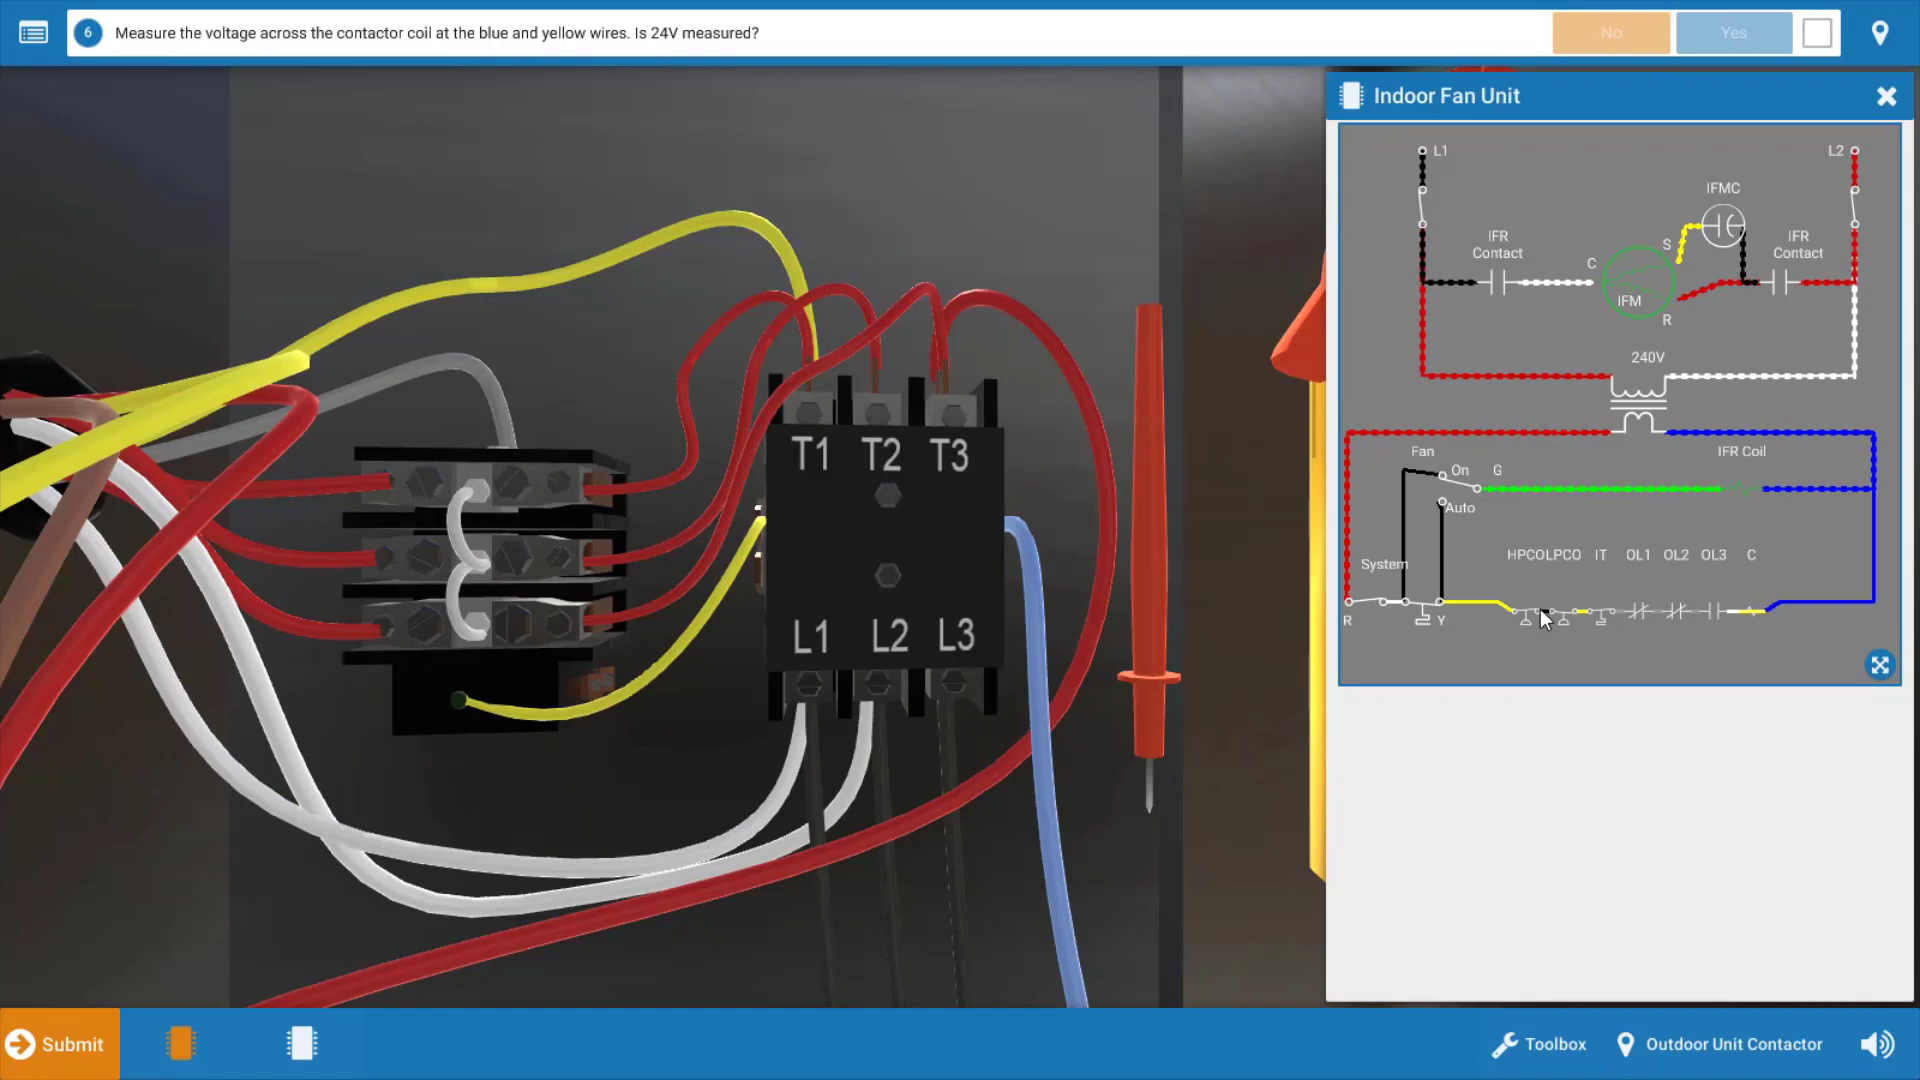 6 Measure the voltage across the contactor coil at the blue and yellow wires. Is 24V measured?
No
Yes
Indoor Fan Unit
L1
L2
IFMC
IFR
Contact
S
IFR
Contact
C
IFM
R
240V
Fan
IFR Coil
On
G
Auto
HPCO LPCO IT OL1 OL2 OL3 C
System
R
Y
T1 T2 T3
L1 L2 L3
Submit
Toolbox
Outdoor Unit Contactor